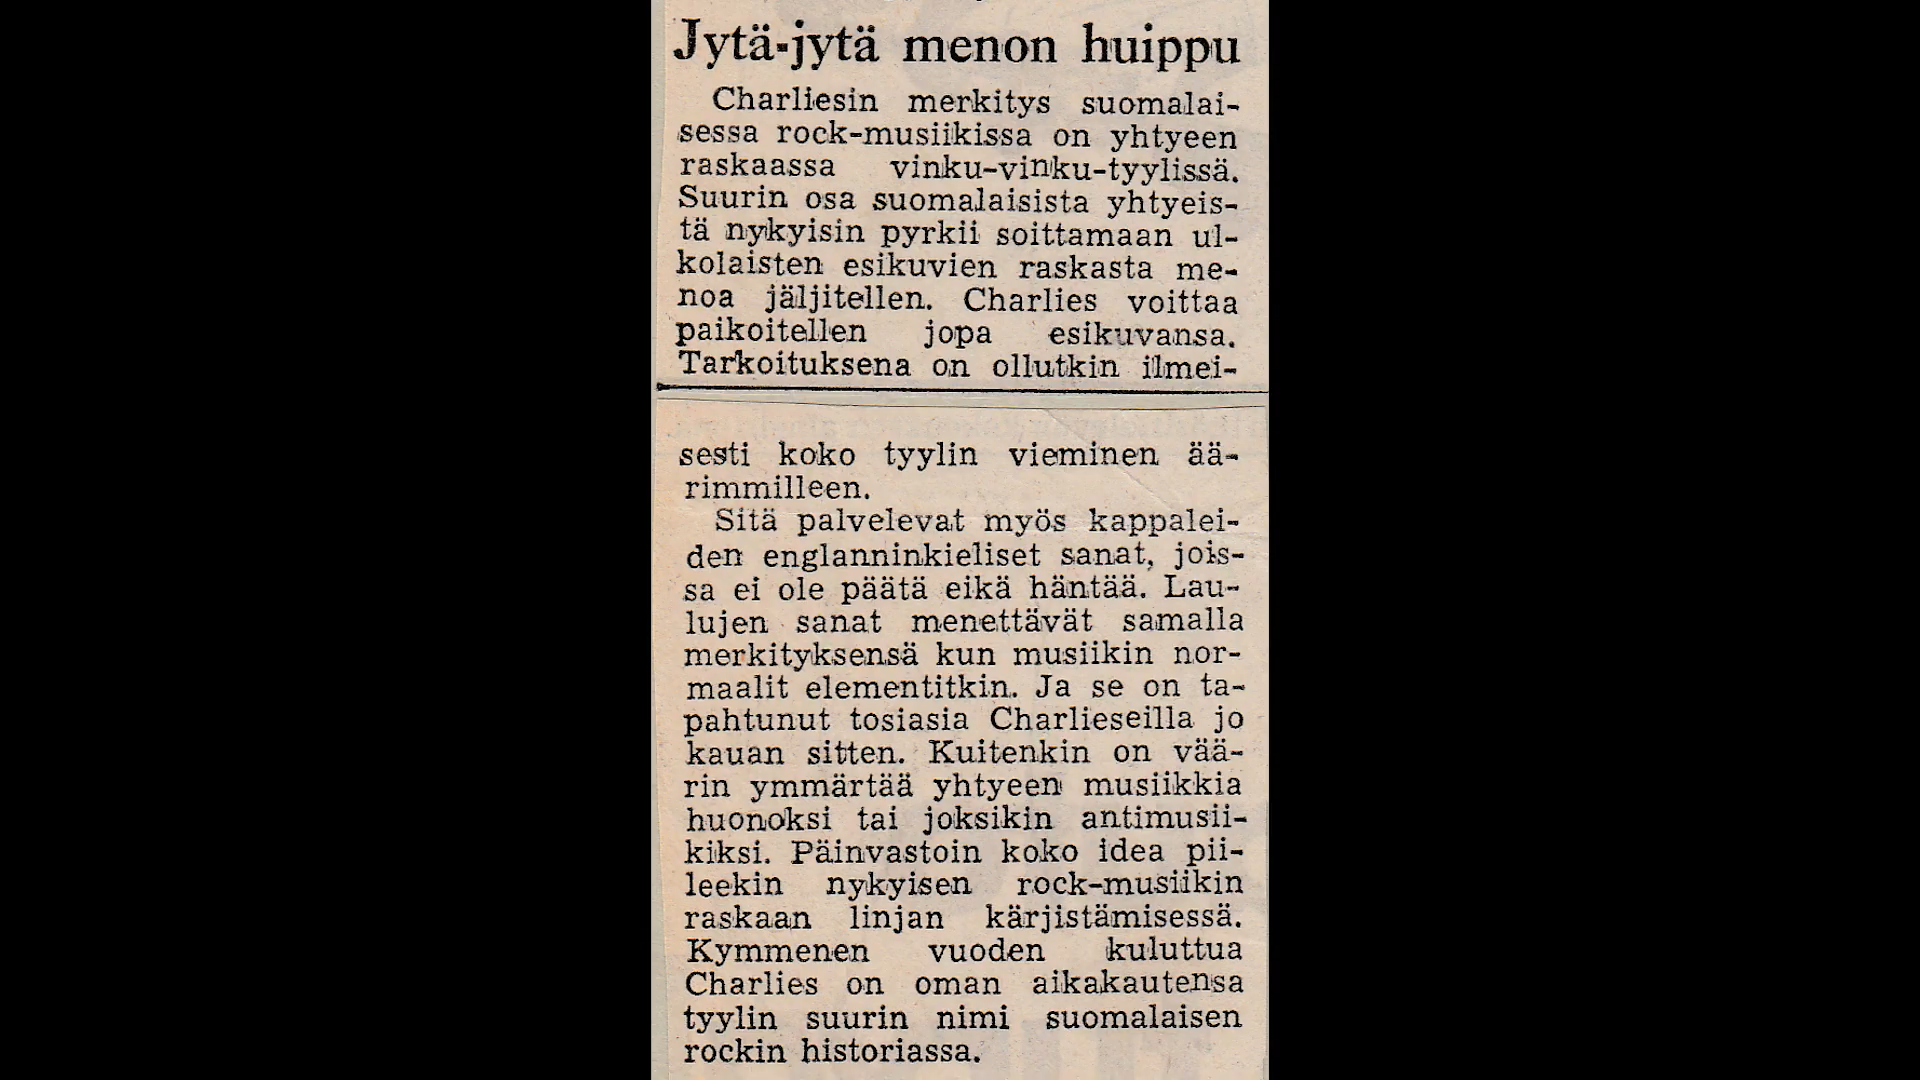 Jytä-jytä menon huippu
Charliesin merkitys suomalai-
sessa rock-musiikissa on yhtyeen
raskaassa vinku-vinku-tyylissä.
Suurin osa suomalaisista yhtyeis-
tä nykyisin pyrkii soittamaan ul-
kolaisten esikuvien raskasta me-
noa jäljitellen. Charlies voittaa
paikoitellen jopa esikuvansa.
Tarkoituksena on ollutkin ilmei-
sesti koko tyylin vieminen ää-
rimmilleen.
Sitä palvelevat myös kappalei-
den englanninkieliset sanat, jois-
sa ei ole päätä eikä häntää. Lau-
lujen sanat menettävät samalla
merkityksensä kun musiikin nor-
maalit elementitkin. Ja se on ta-
pahtunut tosiasia Charlieseilla jo
kauan sitten. Kuitenkin on vää-
rin ymmärtää yhtyeen musiikkia
huonoksi tai joksikin antimusii-
kiksi. Päinvastoin koko idea pii-
leekin nykyisen rock-musiikin
raskaan linjan kärjistämisessä.
Kymmenen vuoden kuluttua
Charlies on oman aikakautensa
tyylin suurin nimi suomalaisen
rockin historiassa.